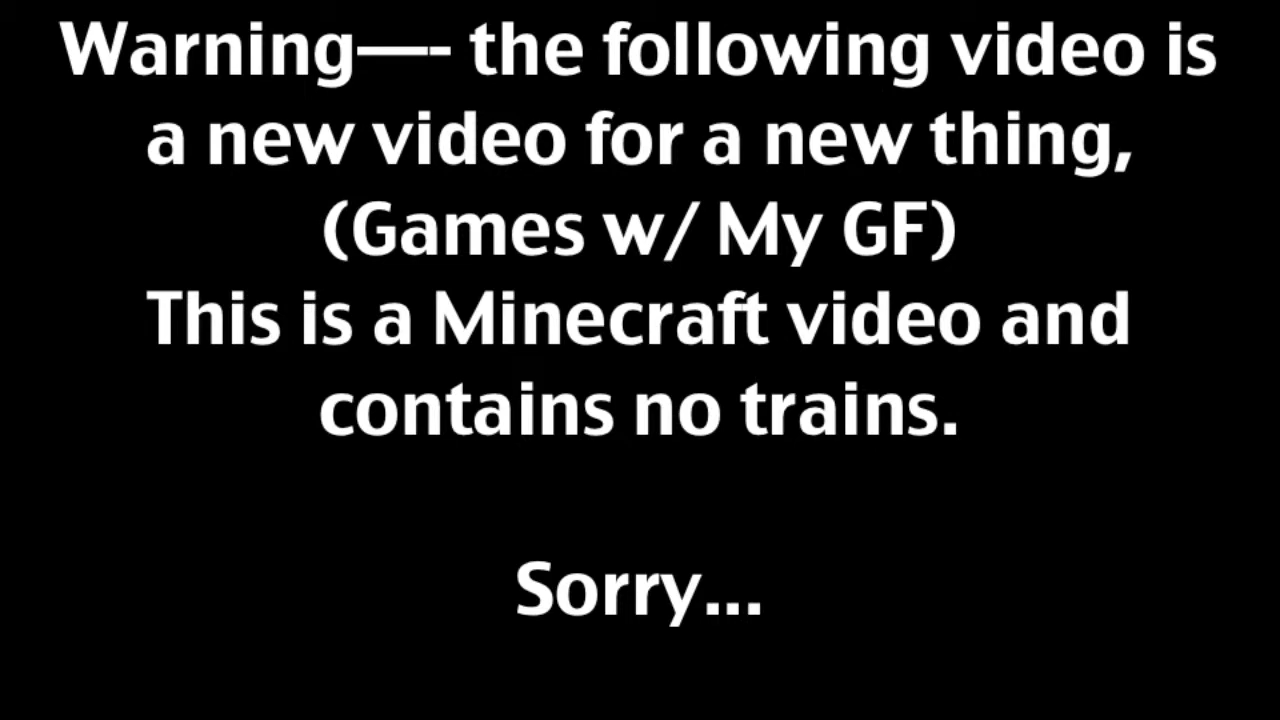 Warning—- the following video is
a new video for a new thing,
(Games w/ My GF)
This is a Minecraft video and
contains no trains.
Sorry...